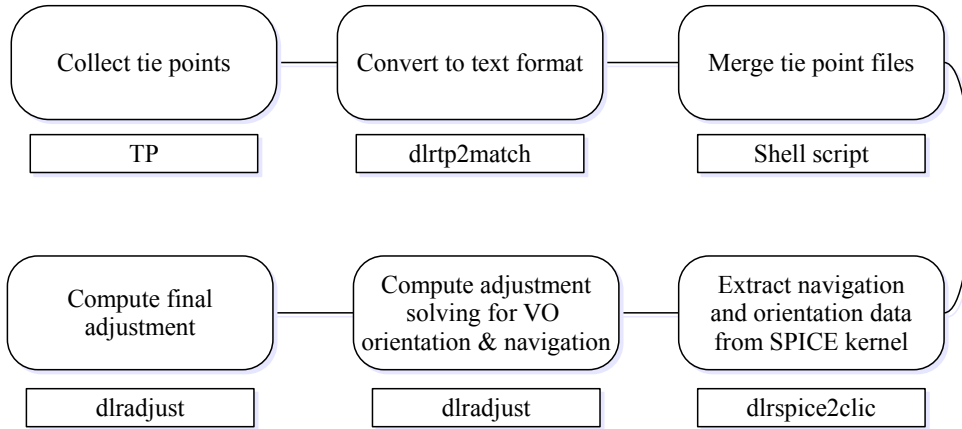 Collect tie points
Convert to text format
Merge tie point files
TP
dlrtp2match
Shell script
Compute final
adjustment
Compute adjustment
solving for VO
orientation & navigation
Extract navigation
and orientation data
from SPICE kernel
dlradjust
dlradjust
dlrspice2clic